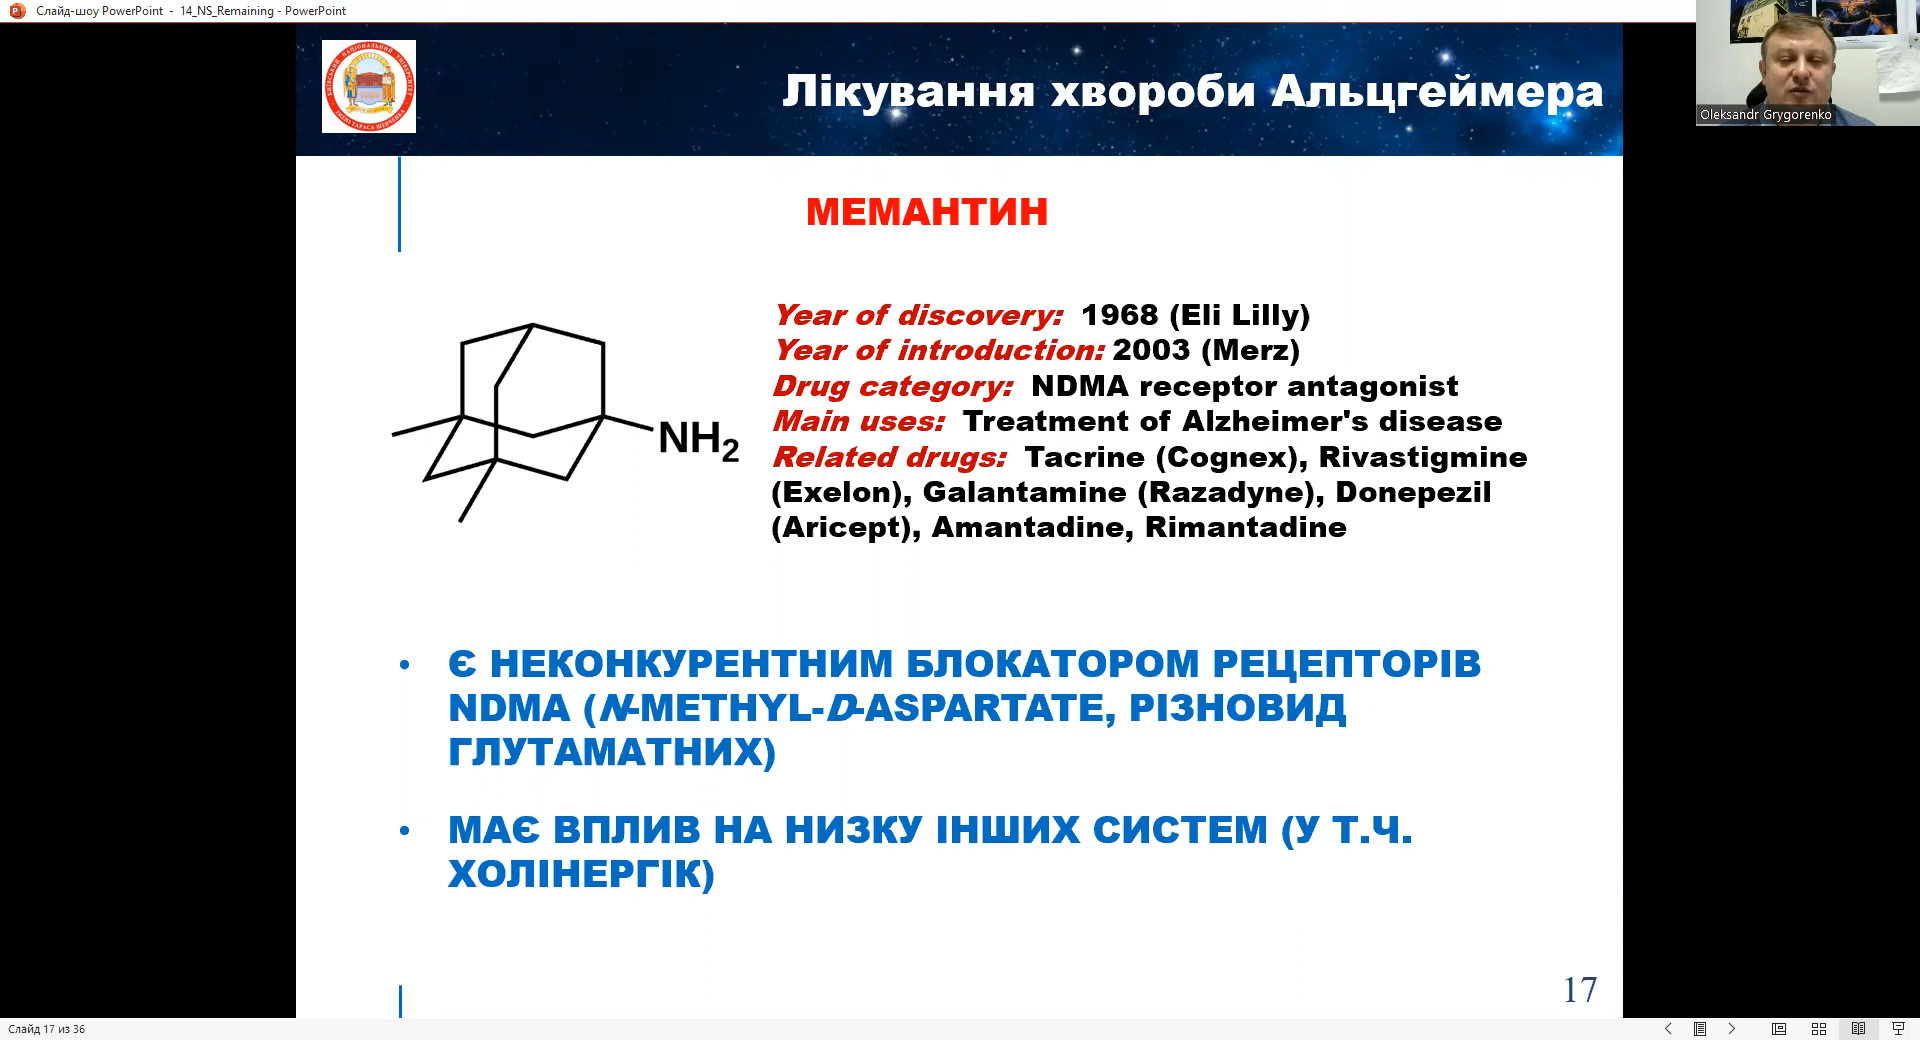 Слайд-шоу PowerPoint - 14_NS_Remaining - PowerPoint
Oleksandr Grygorenko
Лікування хвороби Альцгеймера
МЕМАНТИН
Year of discovery: 1968 (Eli Lilly)
Year of introduction: 2003 (Merz)
Drug category: NDMA receptor antagonist
Main uses: Treatment of Alzheimer's disease
Related drugs: Tacrine (Cognex), Rivastigmine
(Exelon), Galantamine (Razadyne), Donepezil
(Aricept), Amantadine, Rimantadine
NH2
• Є НЕКОНКУРЕНТНИМ БЛОКАТОРОМ РЕЦЕПТОРІВ
NDMA (N-METHYL-D-ASPARTATE, РІЗНОВИД
ГЛУТАМАТНИХ)
• МАЄ ВПЛИВ НА НИЗКУ ІНШИХ СИСТЕМ (У Т.Ч.
ХОЛІНЕРГІК)
17
Слайд 17 из 36